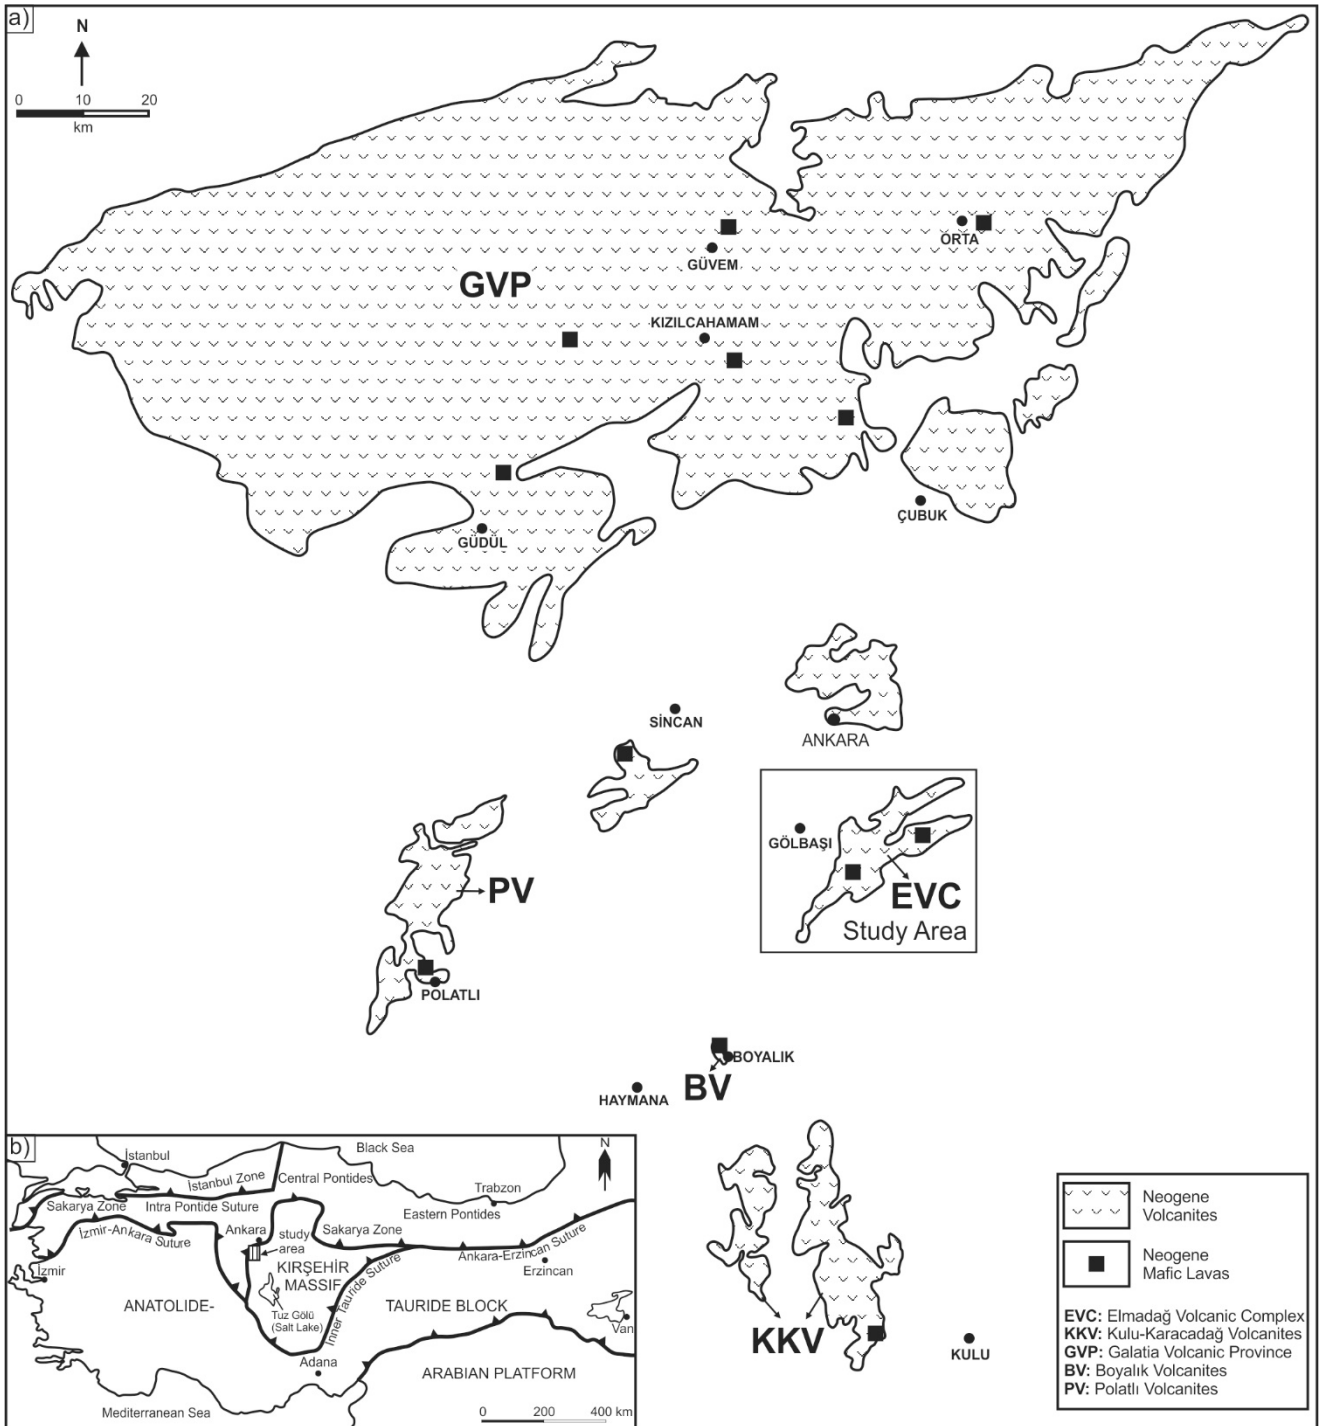 a)
N
0 10 20
km
ORTA
GÜVEM
GVP
KIZILCAHAMAM
ÇUBUK
GÜDÜL
SİNCAN
ANKARA
GÖLBAŞI
PV
EVC
Study Area
POLATLI
BOYALIK
BV
HAYMANA
KKV
KULU
b)
N
Black Sea
İstanbul
İstanbul Zone
Central Pontides
Trabzon
Sakarya Zone
Intra Pontide Suture
Eastern Pontides
İzmir-Ankara Suture
Ankara
study
area
Sakarya Zone
Ankara-Erzincan Suture
İzmir
KIRŞEHİR
MASSIF
Erzincan
Inner Tauride Suture
ANATOLIDE-
TAURIDE BLOCK
Tuz Gölü
(Salt Lake)
Van
Adana
ARABIAN PLATFORM
Mediterranean Sea
0 200 400 km
Neogene
Volcanites
Neogene
Mafic Lavas
EVC: Elmadağ Volcanic Complex
KKV: Kulu-Karacadağ Volcanites
GVP: Galatia Volcanic Province
BV: Boyalık Volcanites
PV: Polatlı Volcanites